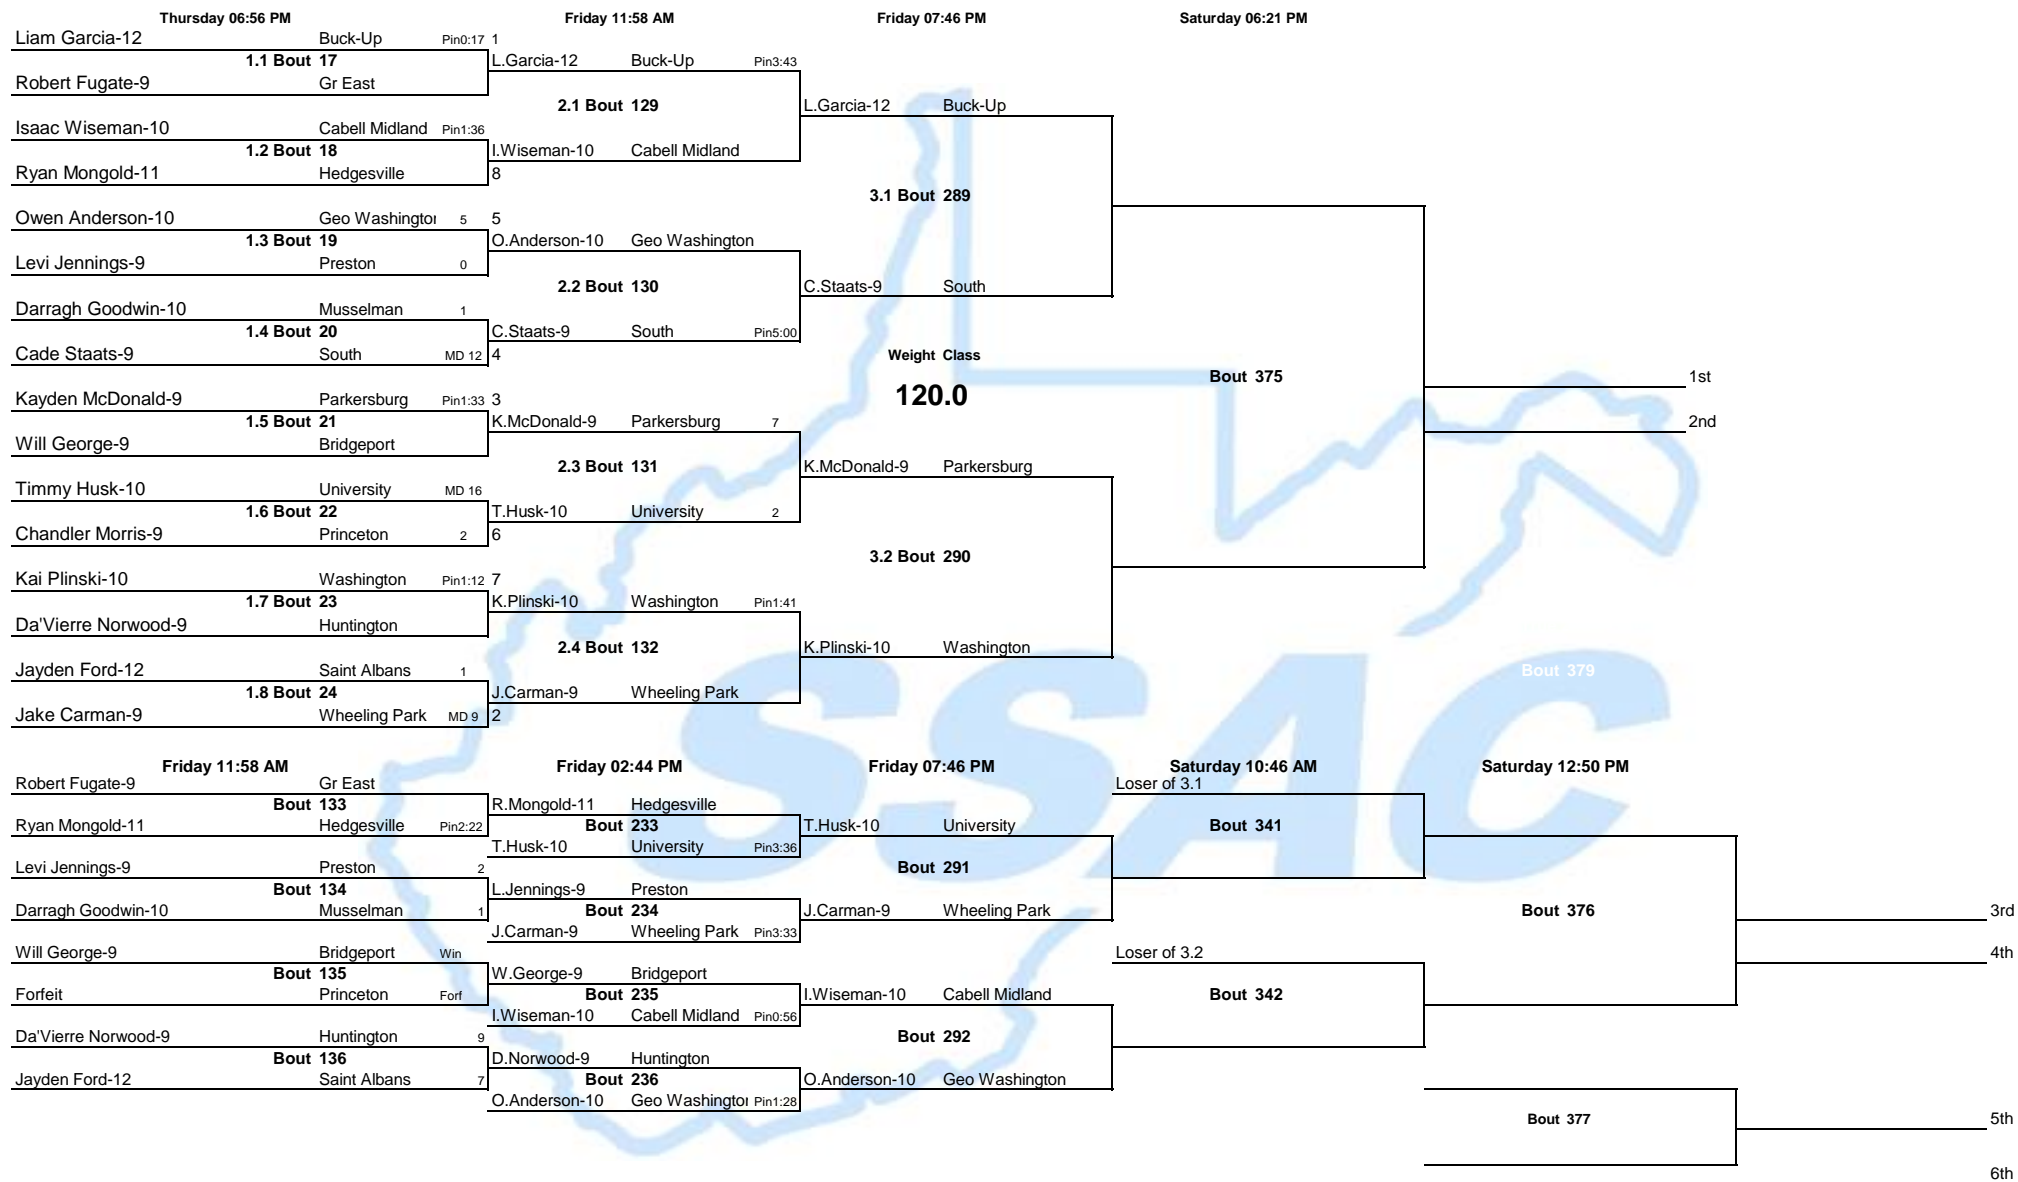 Thursday 06:56 PM Friday 11:58 AM Friday 07:46 PM Saturday 06:21 PM
Liam Garcia-12 Buck-Up Pin0:17 1
1.1 Bout 17 L.Garcia-12 Buck-Up Pin3:43
Robert Fugate-9 Gr East
2.1 Bout 129 L.Garcia-12 Buck-Up
Isaac Wiseman-10 Cabell Midland Pin1:36
1.2 Bout 18 I.Wiseman-10 Cabell Midland
Ryan Mongold-11 Hedgesville 8
3.1 Bout 289
Owen Anderson-10 Geo Washington 5 5
1.3 Bout 19 O.Anderson-10 Geo Washington
Levi Jennings-9 Preston 0
2.2 Bout 130 C.Staats-9 South
Darragh Goodwin-10 Musselman 1
1.4 Bout 20 C.Staats-9 South Pin5:00
Cade Staats-9 South MD 12 4 Weight Class
Bout 375 1st
Kayden McDonald-9 Parkersburg Pin1:33 3 120.0
1.5 Bout 21 K.McDonald-9 Parkersburg 7 2nd
Will George-9 Bridgeport
2.3 Bout 131 K.McDonald-9 Parkersburg
Timmy Husk-10 University MD 16
1.6 Bout 22 T.Husk-10 University 2
Chandler Morris-9 Princeton 2 6
3.2 Bout 290
Kai Plinski-10 Washington Pin1:12 7
1.7 Bout 23 K.Plinski-10 Washington Pin1:41
Da'Vierre Norwood-9 Huntington
2.4 Bout 132 K.Plinski-10 Washington
Jayden Ford-12 Saint Albans 1 Bout 379
1.8 Bout 24 J.Carman-9 Wheeling Park
Jake Carman-9 Wheeling Park MD 9 2
SSAC
Friday 11:58 AM Friday 02:44 PM Friday 07:46 PM Saturday 10:46 AM Saturday 12:50 PM
Robert Fugate-9 Gr East Loser of 3.1
Bout 133 R.Mongold-11 Hedgesville
Ryan Mongold-11 Hedgesville Pin2:22 Bout 233 T.Husk-10 University Bout 341
T.Husk-10 University Pin3:36
Levi Jennings-9 Preston 2 Bout 291
Bout 134 L.Jennings-9 Preston
Darragh Goodwin-10 Musselman 1 Bout 234 J.Carman-9 Wheeling Park Bout 376 3rd
J.Carman-9 Wheeling Park Pin3:33
Will George-9 Bridgeport Win Loser of 3.2 4th
Bout 135 W.George-9 Bridgeport
Forfeit Princeton Forf Bout 235 I.Wiseman-10 Cabell Midland Bout 342
I.Wiseman-10 Cabell Midland Pin0:56
Da'Vierre Norwood-9 Huntington 9 Bout 292
Bout 136 D.Norwood-9 Huntington
Jayden Ford-12 Saint Albans 7 Bout 236 O.Anderson-10 Geo Washington
O.Anderson-10 Geo Washington Pin1:28
Bout 377 5th
6th